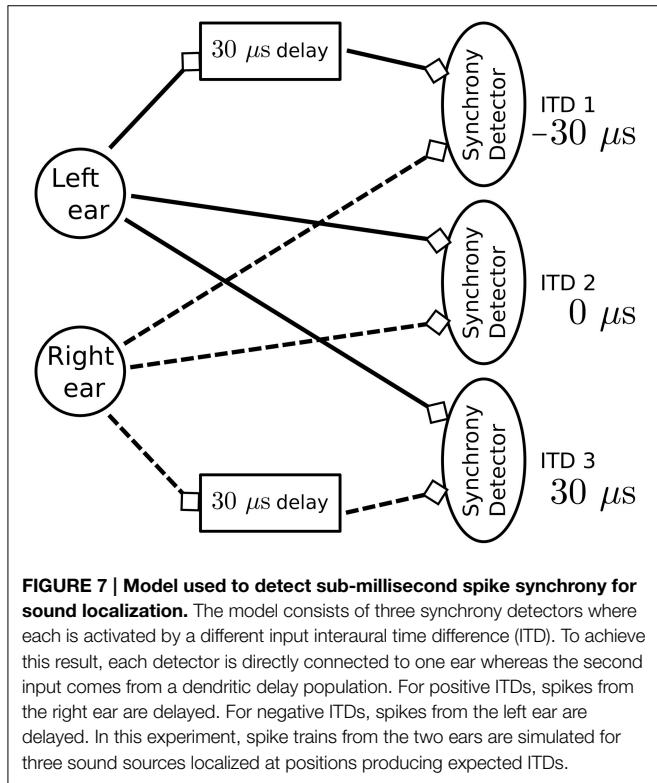 30 μs delay
Synchrony
Detector
ITD 1
−30 μs
Left
ear
Synchrony
Detector
ITD 2
0 μs
Right
ear
Synchrony
Detector
ITD 3
30 μs
30 μs delay
FIGURE 7 | Model used to detect sub-millisecond spike synchrony for
sound localization. The model consists of three synchrony detectors where
each is activated by a different input interaural time difference (ITD). To achieve
this result, each detector is directly connected to one ear whereas the second
input comes from a dendritic delay population. For positive ITDs, spikes from
the right ear are delayed. For negative ITDs, spikes from the left ear are
delayed. In this experiment, spike trains from the two ears are simulated for
three sound sources localized at positions producing expected ITDs.